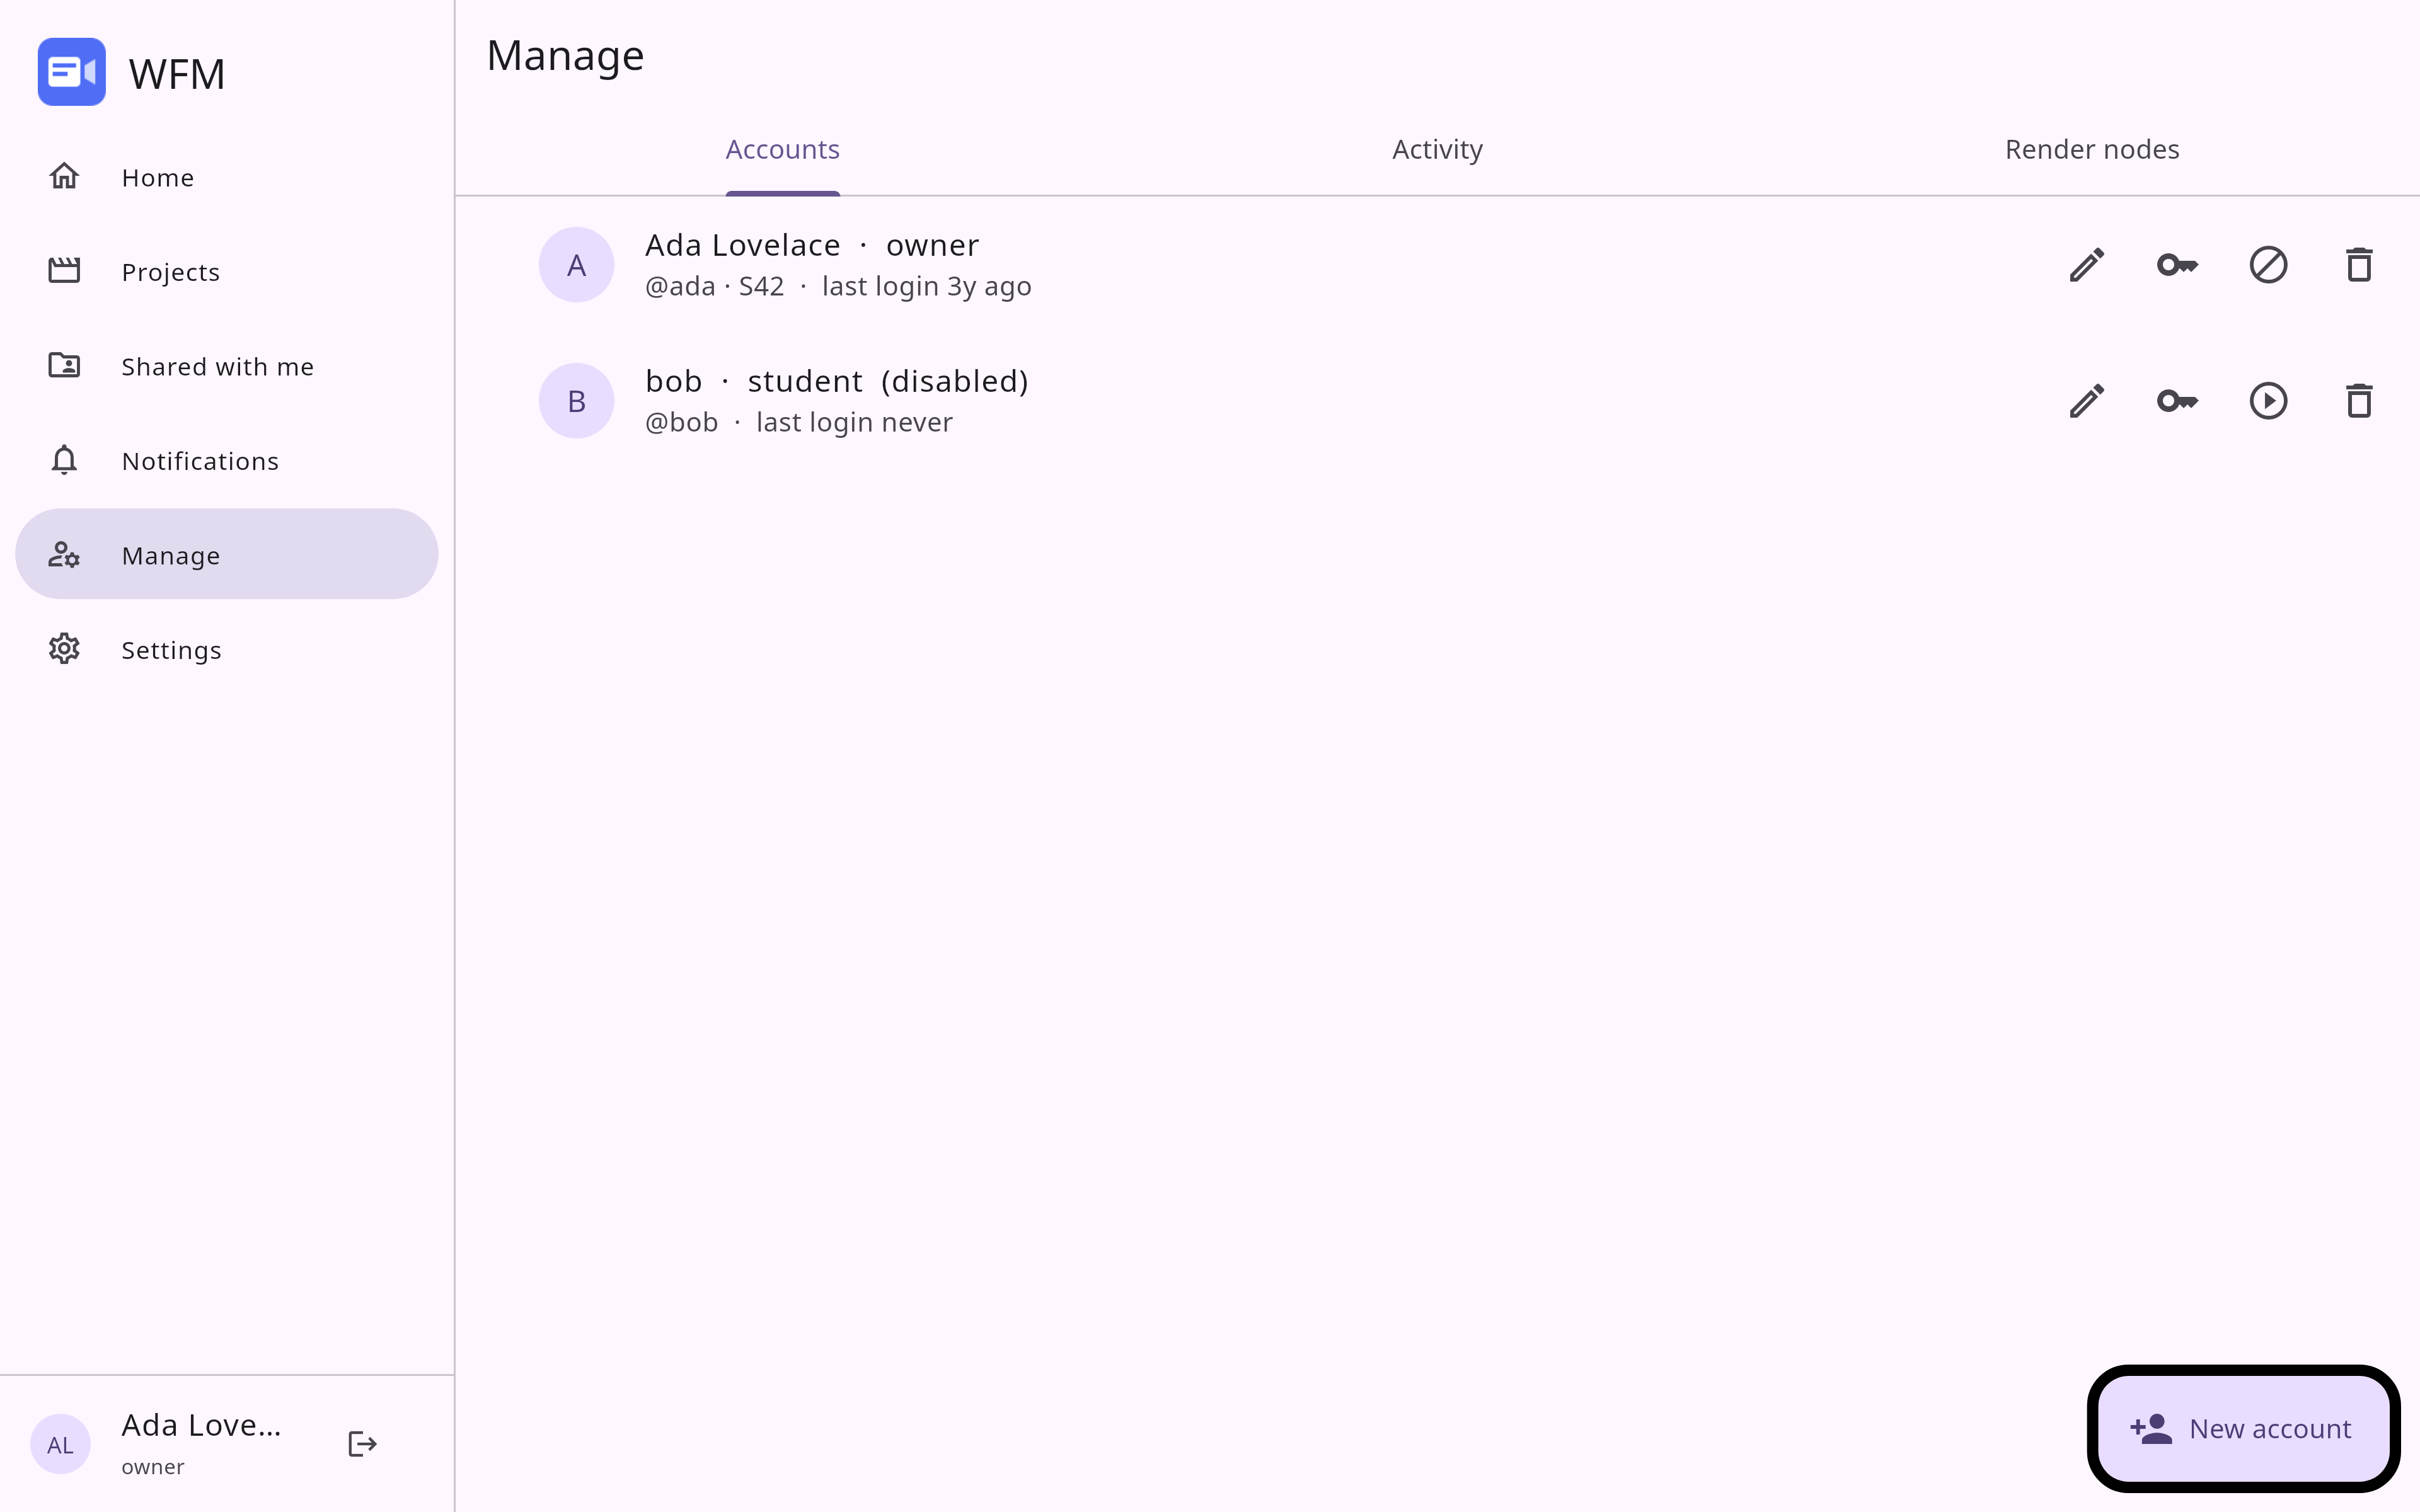 WFM
Home
Projects
Shared with me
Notifications
Manage
Settings
AL
Ada Love...
owner
Manage
Accounts
Activity
Render nodes
A
Ada Lovelace · owner
@ada · S42 · last login 3y ago
B
bob · student (disabled)
@bob · last login never
New account